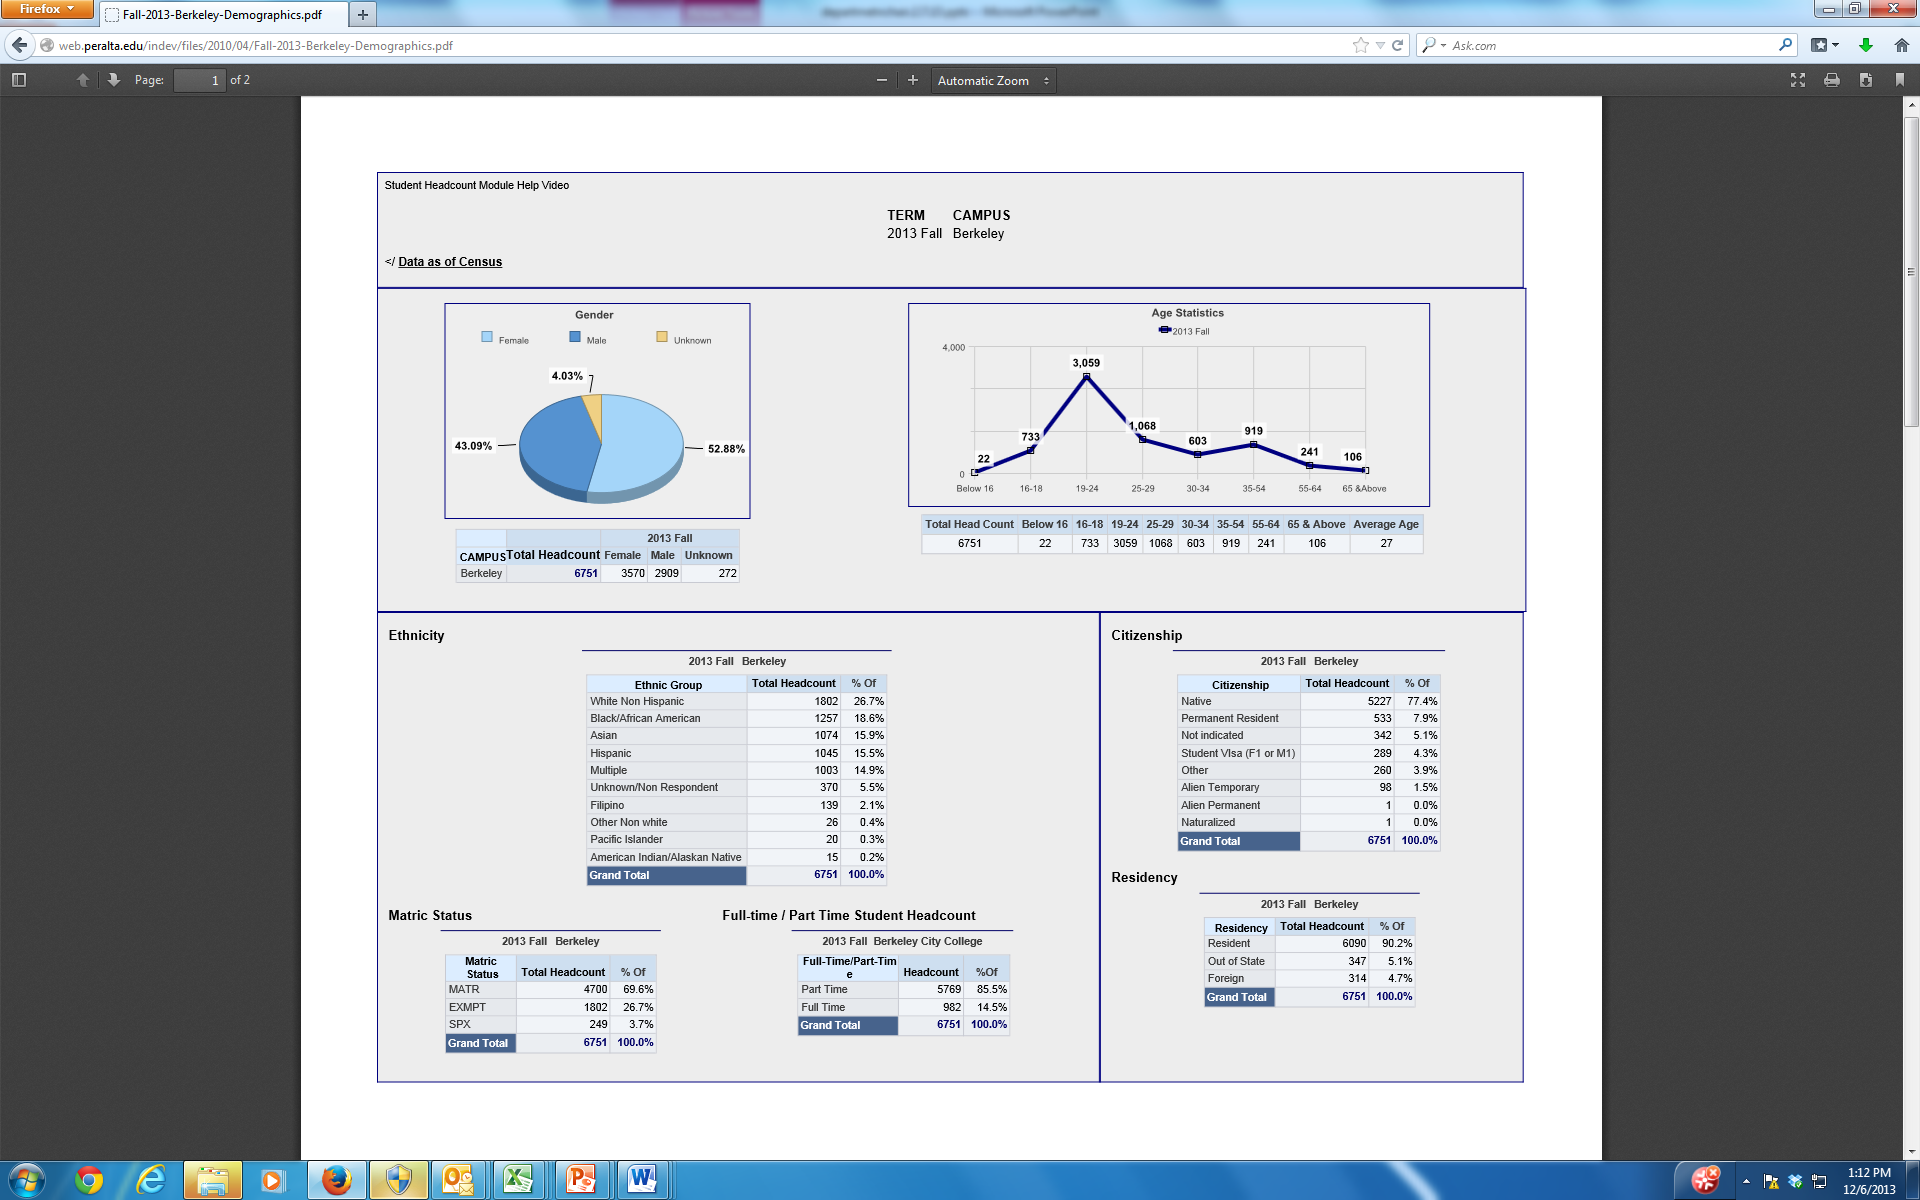 Firefox
Fall-2013-Berkeley-Demographics.pdf
web.peralta.edu/indev/files/2010/04/Fall-2013-Berkeley-Demographics.pdf
Ask.com
Page: 1 of 2
Automatic Zoom
Student Headcount Module Help Video
TERM CAMPUS
2013 Fall Berkeley
</ Data as of Census
Gender
Female Male Unknown
4.03%
43.09%
52.88%
2013 Fall
CAMPUS Total Headcount Female Male Unknown
Berkeley 6751 3570 2909 272
Age Statistics
2013 Fall
4,000
3,059
1,068
733
919
603
241
106
22
0
Below 16 16-18 19-24 25-29 30-34 35-54 55-64 65 &Above
Total Head Count Below 16 16-18 19-24 25-29 30-34 35-54 55-64 65 & Above Average Age
6751 22 733 3059 1068 603 919 241 106 27
Ethnicity
2013 Fall Berkeley
Ethnic Group Total Headcount % Of
White Non Hispanic 1802 26.7%
Black/African American 1257 18.6%
Asian 1074 15.9%
Hispanic 1045 15.5%
Multiple 1003 14.9%
Unknown/Non Respondent 370 5.5%
Filipino 139 2.1%
Other Non white 26 0.4%
Pacific Islander 20 0.3%
American Indian/Alaskan Native 15 0.2%
Grand Total 6751 100.0%
Citizenship
2013 Fall Berkeley
Citizenship Total Headcount % Of
Native 5227 77.4%
Permanent Resident 533 7.9%
Not indicated 342 5.1%
Student VIsa (F1 or M1) 289 4.3%
Other 260 3.9%
Alien Temporary 98 1.5%
Alien Permanent 1 0.0%
Naturalized 1 0.0%
Grand Total 6751 100.0%
Residency
2013 Fall Berkeley
Residency Total Headcount % Of
Resident 6090 90.2%
Out of State 347 5.1%
Foreign 314 4.7%
Grand Total 6751 100.0%
Matric Status
2013 Fall Berkeley
Matric
Status Total Headcount % Of
MATR 4700 69.6%
EXMPT 1802 26.7%
SPX 249 3.7%
Grand Total 6751 100.0%
Full-time / Part Time Student Headcount
2013 Fall Berkeley City College
Full-Time/Part-Tim
e Headcount %Of
Part Time 5769 85.5%
Full Time 982 14.5%
Grand Total 6751 100.0%
1:12 PM
12/6/2013